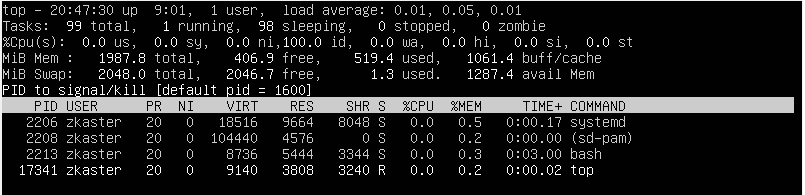 top - 20:47:30 up  9:01,  1 user,  load average: 0.01, 0.05, 0.01
Tasks:  99 total,   1 running,  98 sleeping,   0 stopped,   0 zombie
%Cpu(s):  0.0 us,  0.0 sy,  0.0 ni,100.0 id,  0.0 wa,  0.0 hi,  0.0 si,  0.0 st
MiB Mem :   1987.8 total,    406.9 free,    519.4 used,   1061.4 buff/cache
MiB Swap:   2048.0 total,   2046.7 free,      1.3 used.   1287.4 avail Mem
PID to signal/kill [default pid = 1600]
PID USER PR NI VIRT RES SHR S %CPU %MEM TIME+ COMMAND
2206 zkaster 20 0 18516 9664 8048 S 0.0 0.5 0:00.17 systemd
2208 zkaster 20 0 104440 4576 0 S 0.0 0.2 0:00.00 (sd-pam)
2213 zkaster 20 0 8736 5444 3344 S 0.0 0.3 0:03.00 bash
17341 zkaster 20 0 9140 3808 3240 R 0.0 0.2 0:00.02 top